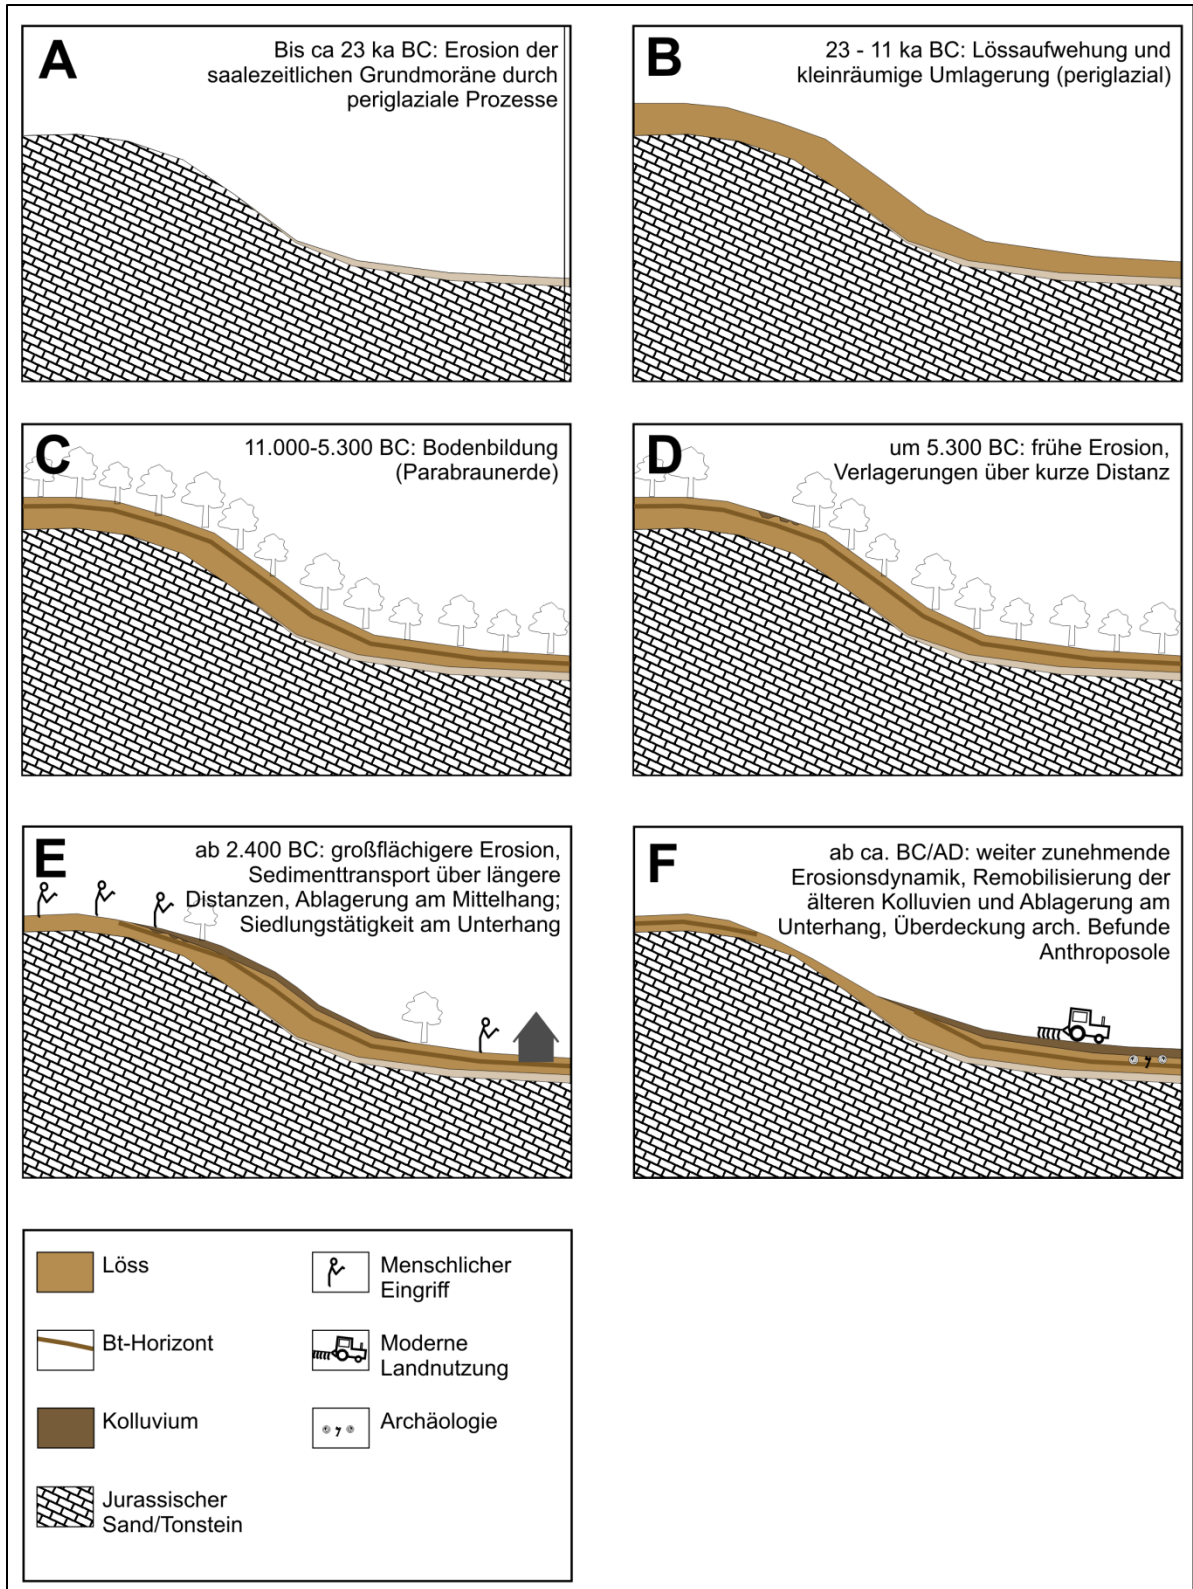 A
Bis ca 23 ka BC: Erosion der
saalezeitlichen Grundmoräne durch
periglaziale Prozesse
B
23 - 11 ka BC: Lössaufwehung und
kleinräumige Umlagerung (periglazial)
C
11.000-5.300 BC: Bodenbildung
(Parabraunerde)
D
um 5.300 BC: frühe Erosion,
Verlagerungen über kurze Distanz
E
ab 2.400 BC: großflächigere Erosion,
Sedimenttransport über längere
Distanzen, Ablagerung am Mittelhang;
Siedlungstätigkeit am Unterhang
F
ab ca. BC/AD: weiter zunehmende
Erosionsdynamik, Remobilisierung der
älteren Kolluvien und Ablagerung am
Unterhang, Überdeckung arch. Befunde
Anthroposole
Löss
Bt-Horizont
Kolluvium
Jurassischer
Sand/Tonstein
Menschlicher
Eingriff
Moderne
Landnutzung
Archäologie